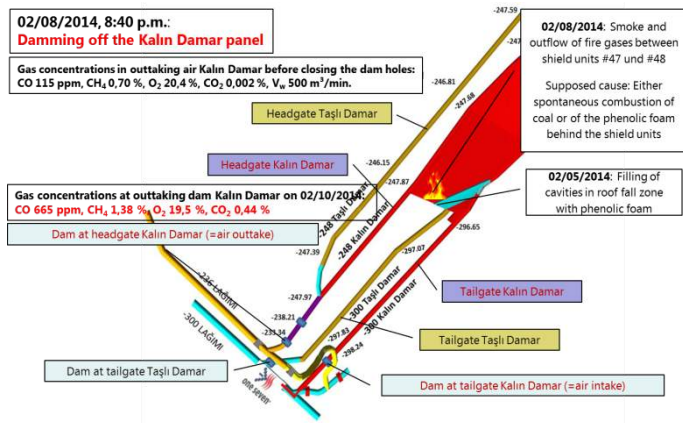 02/08/2014, 8:40 p.m.:
Damming off the Kalın Damar panel
Gas concentrations in outtaking air Kalın Damar before closing the dam holes:
CO 115 ppm, CH4 0,70 %, O2 20,4 %, CO2 0,002 %, Vw 500 m³/min.
-247.59
02/08/2014: Smoke and
outflow of fire gases between
shield units #47 und #48
Supposed cause: Either
spontaneous combustion of
coal or of the phenolic foam
behind the shield units
-246.81
-247.68
Headgate Taşlı Damar
Headgate Kalın Damar
-246.15
-247.87
Gas concentrations at outtaking dam Kalın Damar on 02/10/2014:
CO 665 ppm, CH4 1,38 %, O2 19,5 %, CO2 0,44 %
02/05/2014: Filling of
cavities in roof fall zone
with phenolic foam
Dam at headgate Kalın Damar (=air outtake)
-248 Taşlı Damar
-248 Kalın Damar
-296.65
-247.39
-297.07
-236 LAĞIMI
Tailgate Kalın Damar
-247.97
-300 Taşlı Damar
-300 Kalın Damar
-238.21
-233.34
-300 LAĞIMI
-297.83
Tailgate Taşlı Damar
-298.24
Dam at tailgate Taşlı Damar
one seven
Dam at tailgate Kalın Damar (=air intake)